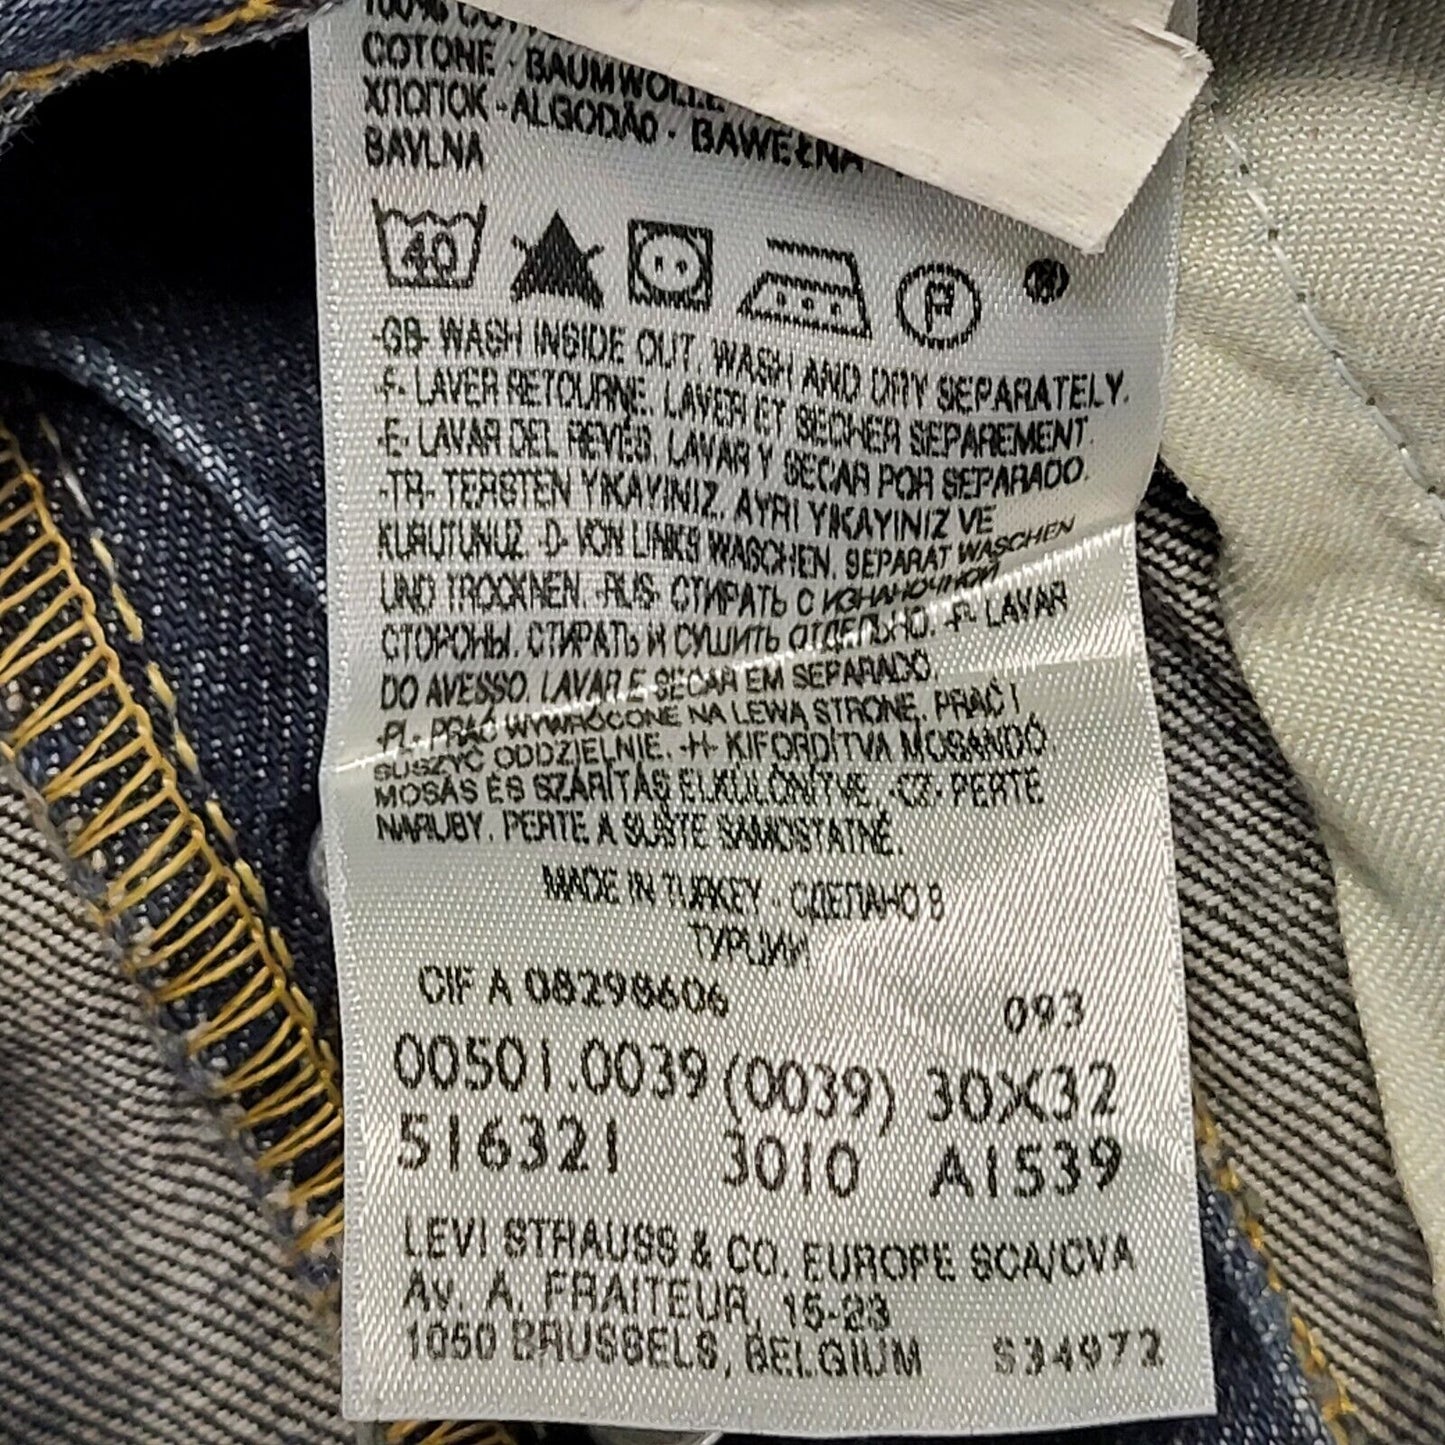 100%
COTONE - BAUMWOLLE
ХЛОПОК - ALGODÃO - BAWEŁNA -
BAVLNA
40
P
-GB- WASH INSIDE OUT. WASH AND DRY SEPARATELY.
-F- LAVER RETOURNE. LAVER ET SECHER SEPAREMENT.
-E- LAVAR DEL REVÉS. LAVAR Y SECAR POR SEPARADO.
-TR- TERSTEN YIKAYINIZ. AYRI YIKAYINIZ VE
KURUTUNUZ. -D- VON LINKS WASCHEN. SEPARAT WASCHEN
UND TROCKNEN. -RUS- СТИРАТЬ С ИЗНАНОЧНОЙ
СТОРОНЫ. СТИРАТЬ И СУШИТЬ ОТДЕЛЬНО. -P- LAVAR
DO AVESSO. LAVAR E SECAR EM SEPARADO.
-PL- PRAĆ WYWRÓCONE NA LEWĄ STRONĘ. PRAĆ I
SUSZYĆ ODDZIELNIE. -H- KIFORDÍTVA MOSANDÓ.
MOSÁS ÉS SZÁRÍTÁS ELKÜLÖNÍTVE. -CZ- PERTE
NARUBY. PERTE A SUŠTE SAMOSTATNĚ.
MADE IN TURKEY - СДЕЛАНО В
ТУРЦИИ
CIF A 08298606 093
00501.0039 (0039) 30X32
516321 3010 A1539
LEVI STRAUSS & CO. EUROPE SCA/CVA
AV. A. FRAITEUR, 15-23
1050 BRUSSELS, BELGIUM S34972